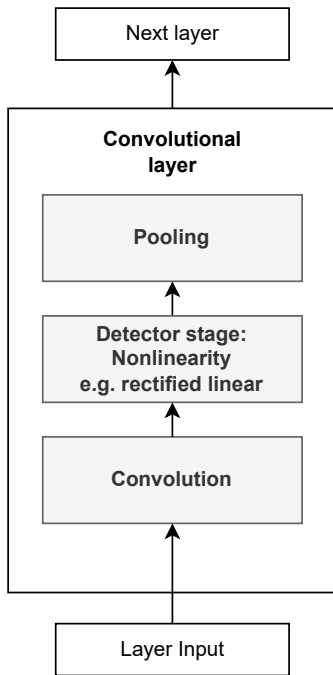 Next layer
Convolutional
layer
Pooling
Detector stage:
Nonlinearity
e.g. rectified linear
Convolution
Layer Input